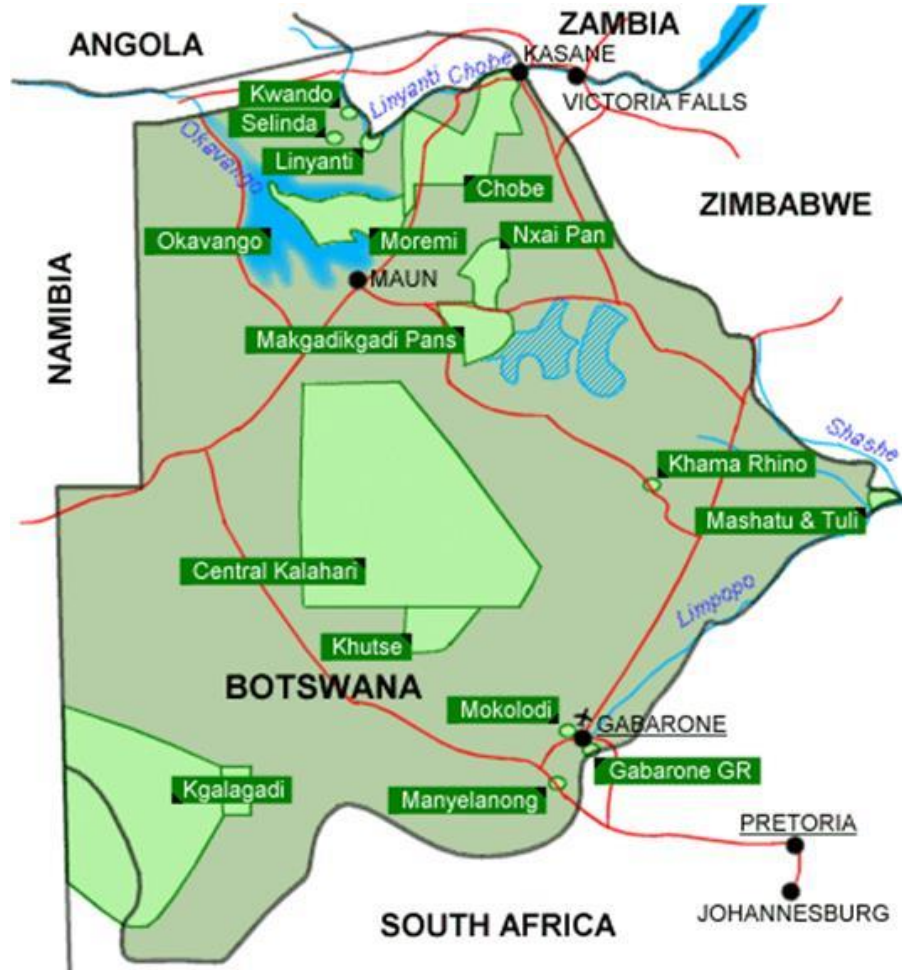 ZAMBIA
ANGOLA
KASANE
Linyanti Chobe
Kwando
VICTORIA FALLS
Selinda
Okavango
Linyanti
Chobe
ZIMBABWE
Okavango
Moremi
Nxai Pan
NAMIBIA
MAUN
Makgadikgadi Pans
Shashe
Khama Rhino
Mashatu & Tuli
Central Kalahari
Limpopo
Khutse
BOTSWANA
Mokolodi
GABARONE
Kgalagadi
Gabarone GR
Manyelanong
PRETORIA
JOHANNESBURG
SOUTH AFRICA